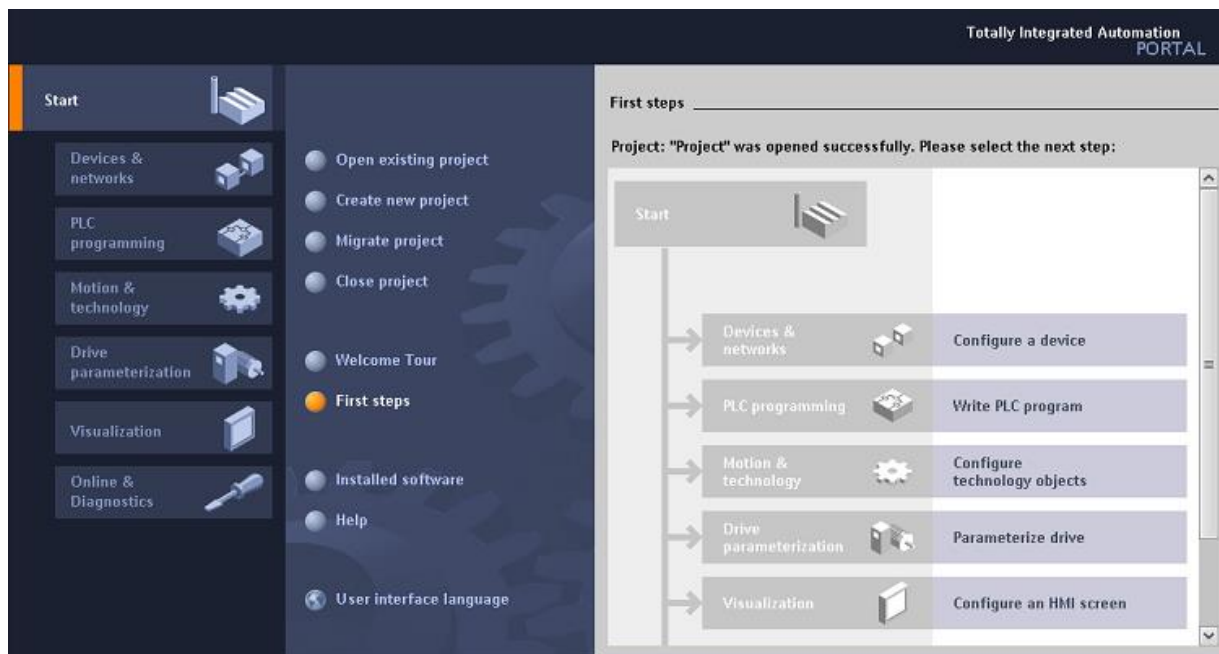 Totally Integrated Automation
PORTAL
Start
Devices &
networks
PLC
programming
Motion &
technology
Drive
parameterization
Visualization
Online &
Diagnostics
Open existing project
Create new project
Migrate project
Close project
Welcome Tour
First steps
Installed software
Help
User interface language
First steps
Project: "Project" was opened successfully. Please select the next step:
Start
Devices &
networks
Configure a device
PLC programming
Write PLC program
Motion &
technology
Configure
technology objects
Drive
parameterization
Parameterize drive
Visualization
Configure an HMI screen